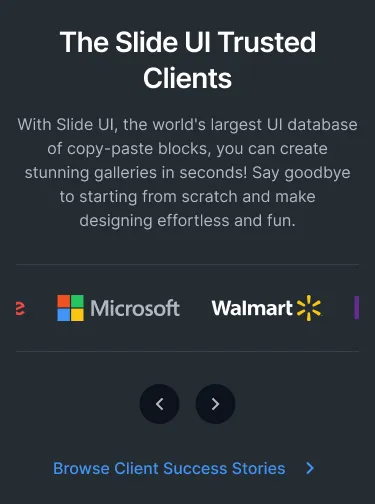 The Slide UI Trusted
Clients
With Slide UI, the world's largest UI database
of copy-paste blocks, you can create
stunning galleries in seconds! Say goodbye
to starting from scratch and make
designing effortless and fun.
Microsoft
Walmart
Browse Client Success Stories